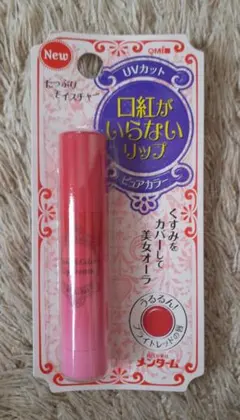 New
OMI
UVカット
たっぷり
モイスチャー
口紅が
いらない
リップ
ピュアカラー
くすみを
カバーして
美女オーラ
うるるん!
ブライトレッドの唇
メンターム